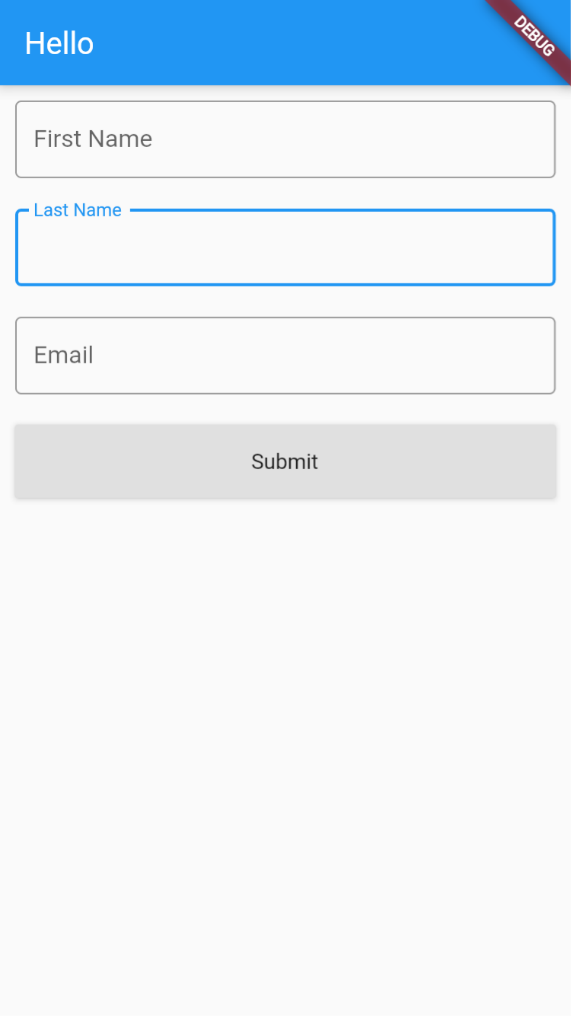 Hello
DEBUG
First Name
Last Name
Email
Submit